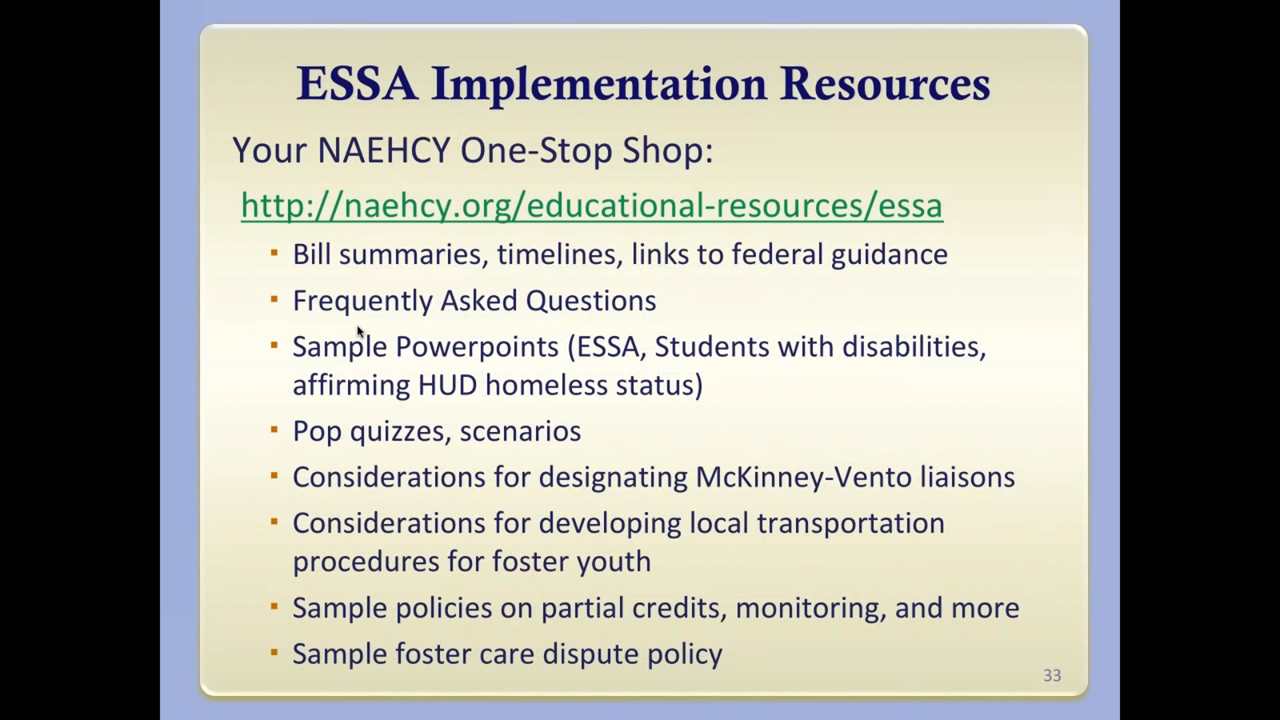 ESSA Implementation Resources
Your NAEHCY One-Stop Shop:
http://naehcy.org/educational-resources/essa
▪ Bill summaries, timelines, links to federal guidance
▪ Frequently Asked Questions
▪ Sample Powerpoints (ESSA, Students with disabilities,
affirming HUD homeless status)
▪ Pop quizzes, scenarios
▪ Considerations for designating McKinney-Vento liaisons
▪ Considerations for developing local transportation
procedures for foster youth
▪ Sample policies on partial credits, monitoring, and more
▪ Sample foster care dispute policy
33